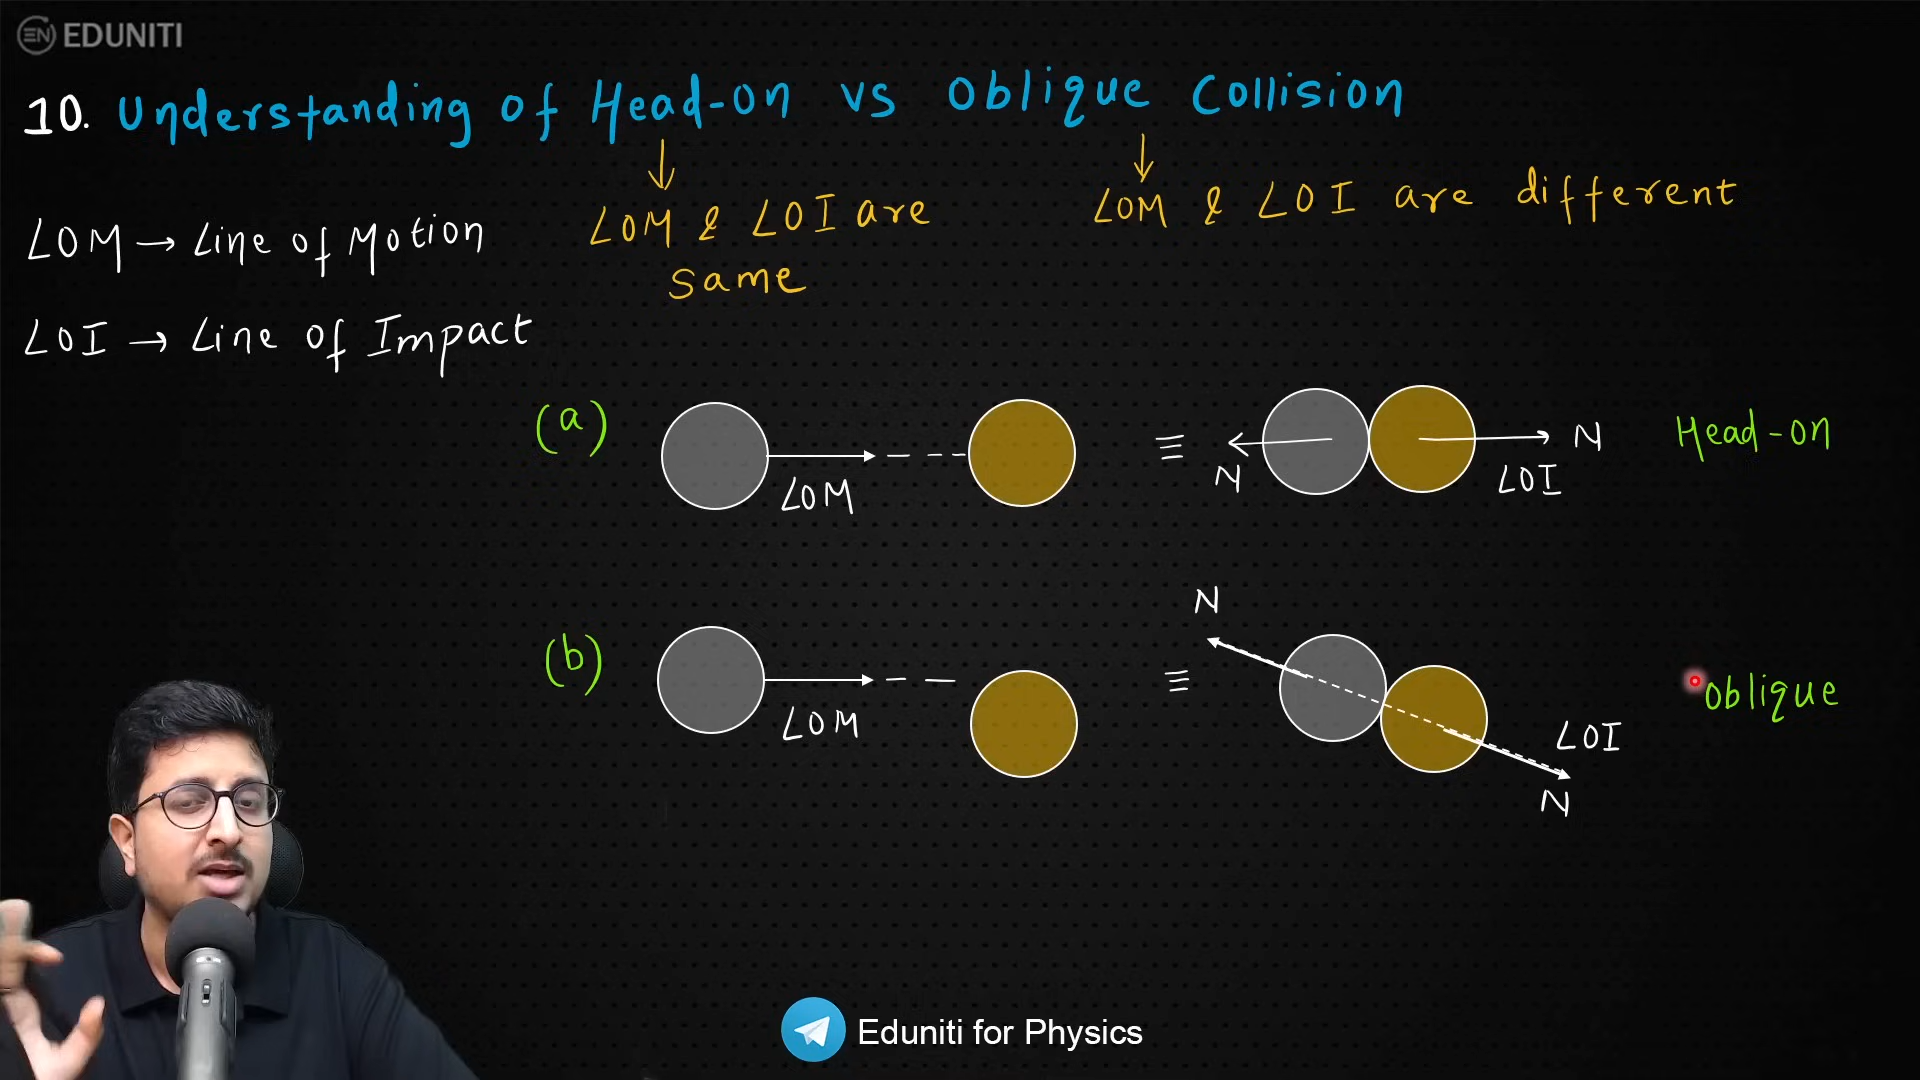 EN EDUNITI
10. Understanding of Head-on vs Oblique Collision
LOM & LOI are same
LOM & LOI are different
LOM → Line of Motion
LOI → Line of Impact
(a)
LOM
≡
N
N
LOI
Head-on
(b)
LOM
≡
N
LOI
N
Oblique
Eduniti for Physics